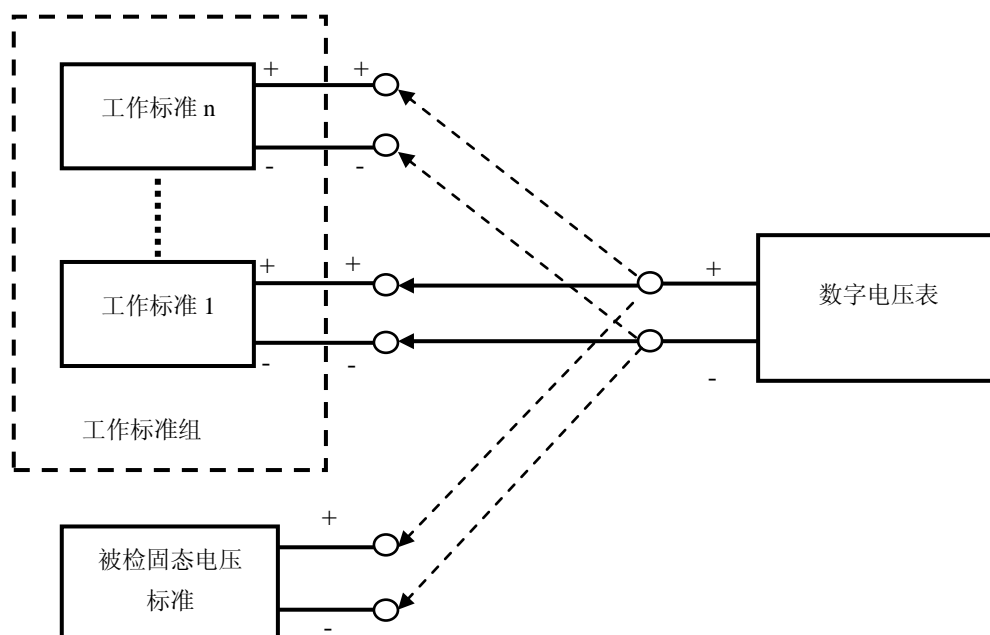 + +
工作标准 n
- -
+ +
工作标准 1
- -
+
数字电压表
-
工作标准组
+
被检固态电压
标准
-